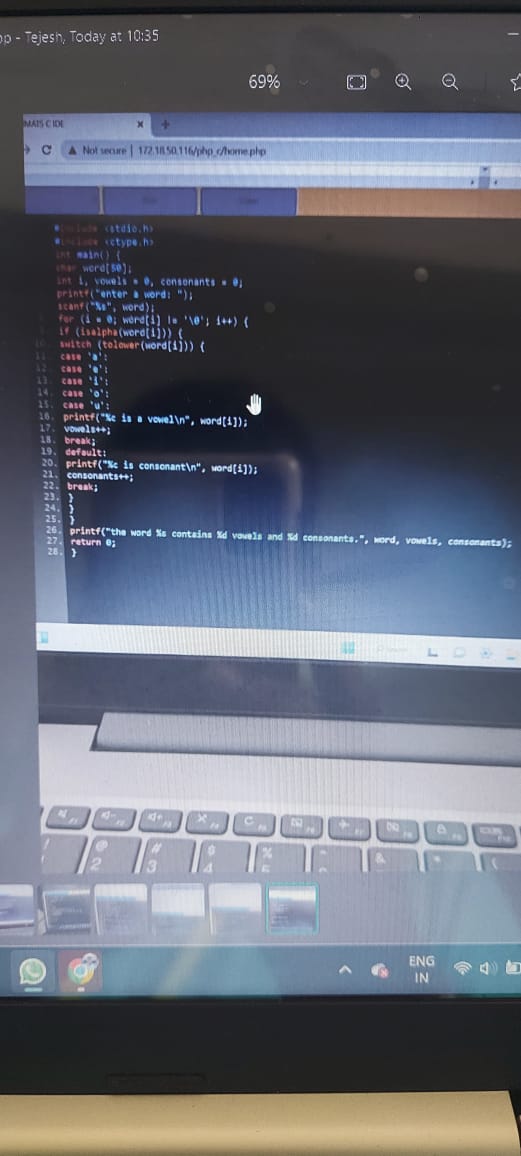 - Tejesh, Today at 10:35
69%
MAIS C IDE
Not secure | 172.18.50.116/php_c/home.php
#include <stdio.h>
#include <ctype.h>
int main() {
char word[50];
int i, vowels = 0, consonants = 0;
printf("enter a word: ");
scanf("%s", word);
for (i = 0; word[i] != '\0'; i++) {
if (isalpha(word[i])) {
10. switch (tolower(word[i])) {
11. case 'a':
12. case 'e':
13. case 'i':
14. case 'o':
15. case 'u':
16. printf("%c is a vowel\n", word[i]);
17. vowels++;
18. break;
19. default:
20. printf("%c is consonant\n", word[i]);
21. consonants++;
22. break;
23. }
24. }
25. }
26. printf("the word %s contains %d vowels and %d consonants.", word, vowels, consonants);
27. return 0;
28. }
! @ # $ % &
2 3 4
ENG
IN